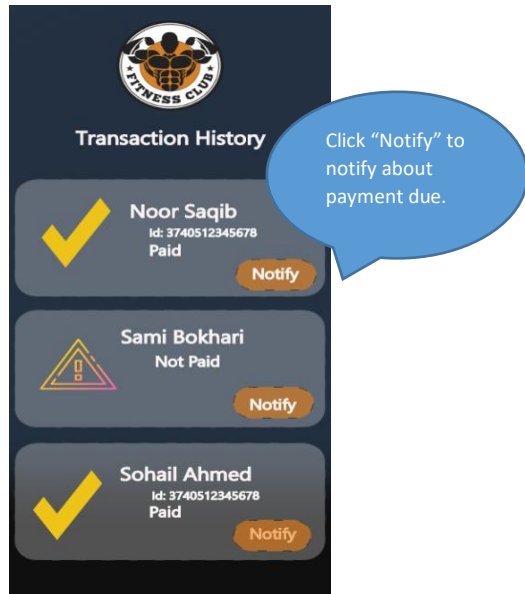 FITNESS CLUB
Transaction History
Click “Notify” to
notify about
payment due.
Noor Saqib
Id: 3740512345678
Paid
Notify
Sami Bokhari
Not Paid
Notify
Sohail Ahmed
Id: 3740512345678
Paid
Notify